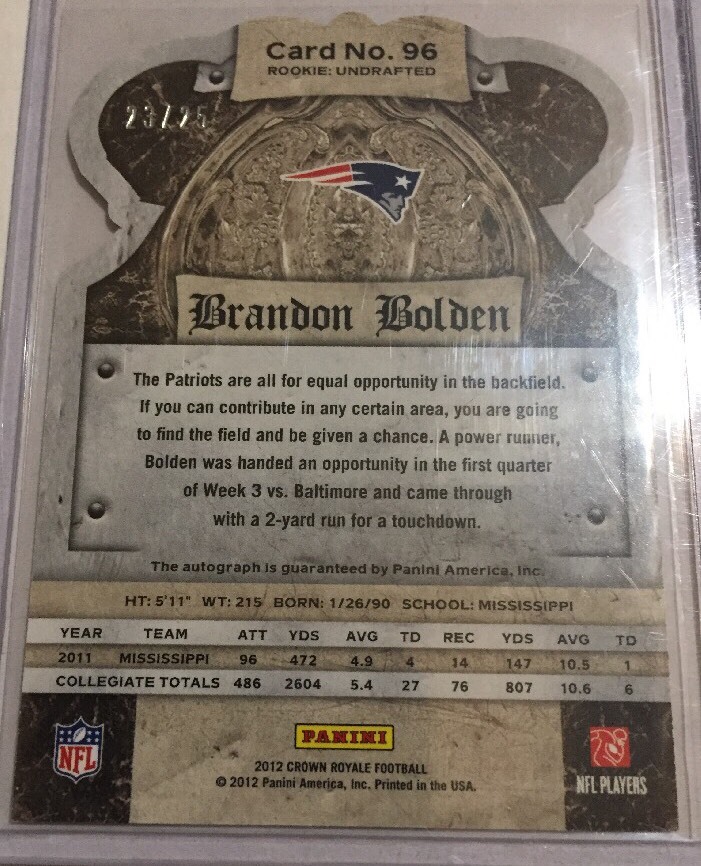 Card No. 96
ROOKIE: UNDRAFTED
23/25
Brandon Bolden
The Patriots are all for equal opportunity in the backfield.
If you can contribute in any certain area, you are going
to find the field and be given a chance. A power runner,
Bolden was handed an opportunity in the first quarter
of Week 3 vs. Baltimore and came through
with a 2-yard run for a touchdown.
The autograph is guaranteed by Panini America, Inc.
HT: 5'11" WT: 215 BORN: 1/26/90 SCHOOL: MISSISSIPPI
YEAR TEAM ATT YDS AVG TD REC YDS AVG TD
2011 MISSISSIPPI 96 472 4.9 4 14 147 10.5 1
COLLEGIATE TOTALS 486 2604 5.4 27 76 807 10.6 6
NFL
PANINI
2012 CROWN ROYALE FOOTBALL
© 2012 Panini America, Inc. Printed in the USA.
NFL PLAYERS